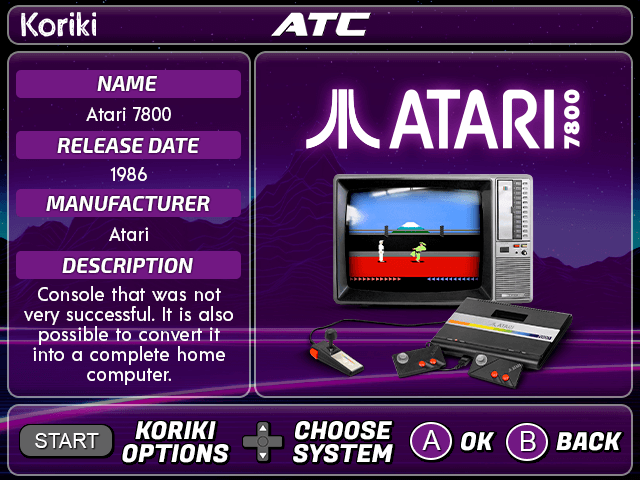 Koriki
ATC
NAME
Atari 7800
RELEASE DATE
1986
MANUFACTURER
Atari
DESCRIPTION
Console that was not
very successful. It is also
possible to convert it
into a complete home
computer.
ATARI
7800
ATARI
START
KORIKI
OPTIONS
CHOOSE
SYSTEM
A OK
B BACK